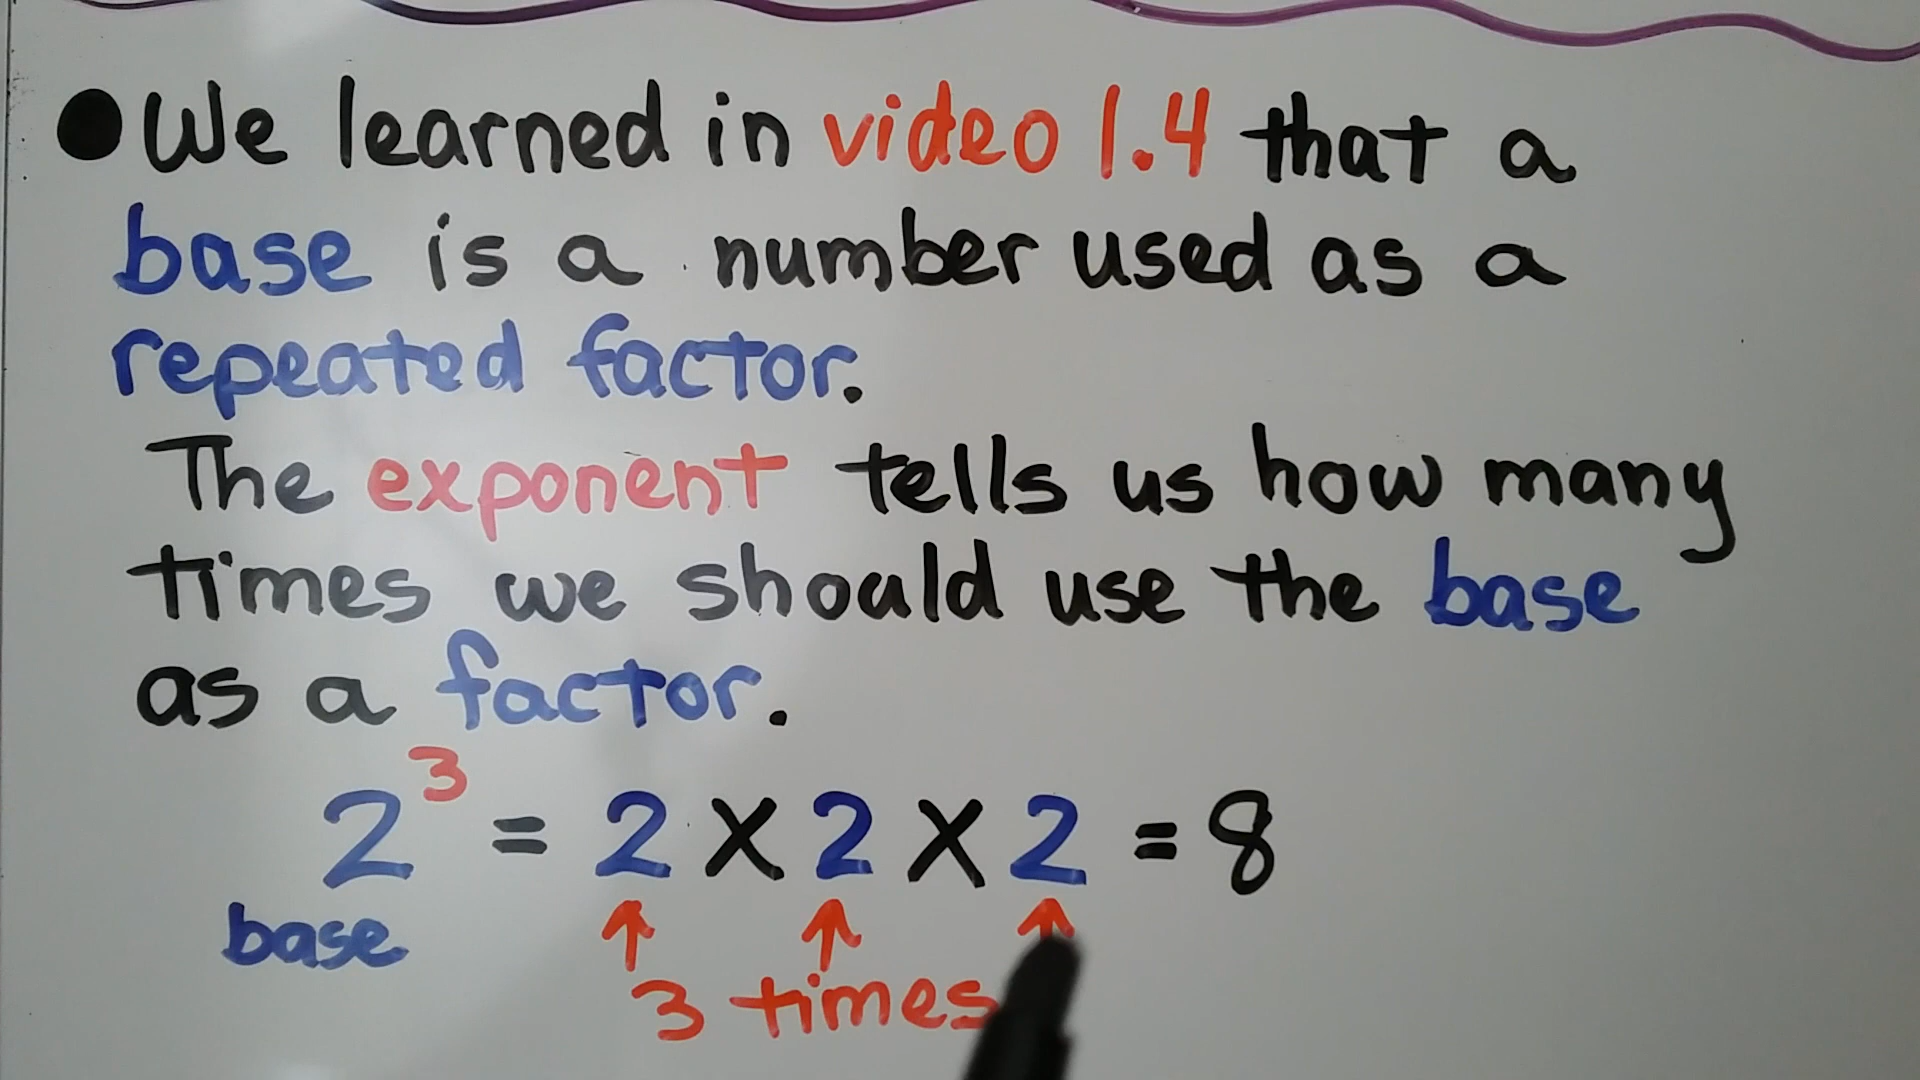 ●We learned in video 1.4 that a
base is a number used as a
repeated factor.
The exponent tells us how many
times we should use the base
as a factor.
2³ = 2 X 2 X 2 = 8
base ↑ ↑ ↑
3 times